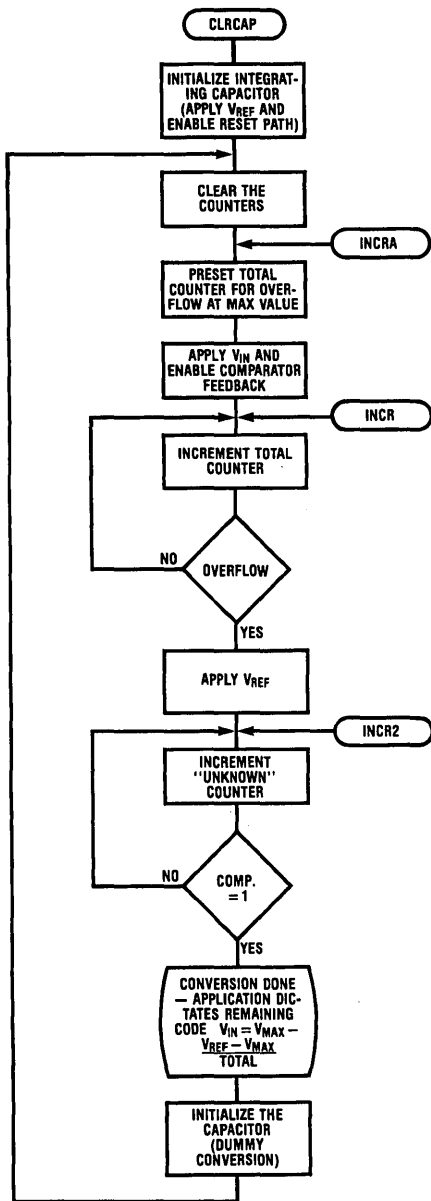 CLRCAP
INITIALIZE INTEGRAT-
ING CAPACITOR
(APPLY VREF AND
ENABLE RESET PATH)
CLEAR THE
COUNTERS
INCRA
PRESET TOTAL
COUNTER FOR OVER-
FLOW AT MAX VALUE
APPLY VIN AND
ENABLE COMPARATOR
FEEDBACK
INCR
INCREMENT TOTAL
COUNTER
NO
OVERFLOW
YES
APPLY VREF
INCR2
INCREMENT
"UNKNOWN"
COUNTER
NO
COMP.
=1
YES
CONVERSION DONE
— APPLICATION DIC-
TATES REMAINING
CODE VIN = VMAX –
VREF – VMAX
TOTAL
INITIALIZE THE
CAPACITOR
(DUMMY
CONVERSION)